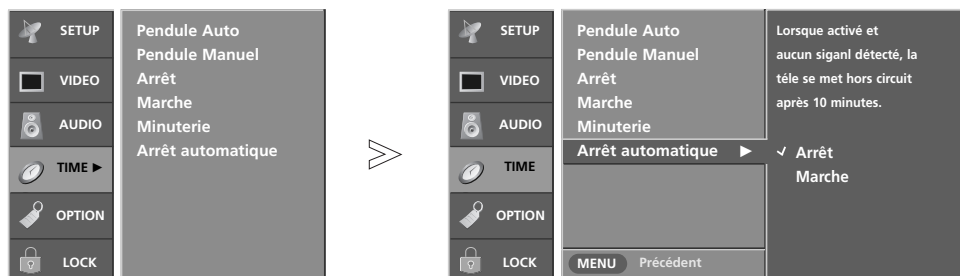 SETUP
VIDEO
AUDIO
TIME ►
OPTION
LOCK
Pendule Auto
Pendule Manuel
Arrêt
Marche
Minuterie
Arrêt automatique
>
SETUP
VIDEO
AUDIO
TIME
OPTION
LOCK
Pendule Auto
Pendule Manuel
Arrêt
Marche
Minuterie
Arrêt automatique ►
MENU Précédent
Lorsque activé et
aucun siganl détecté, la
téle se met hors circuit
après 10 minutes.
✓ Arrêt
Marche